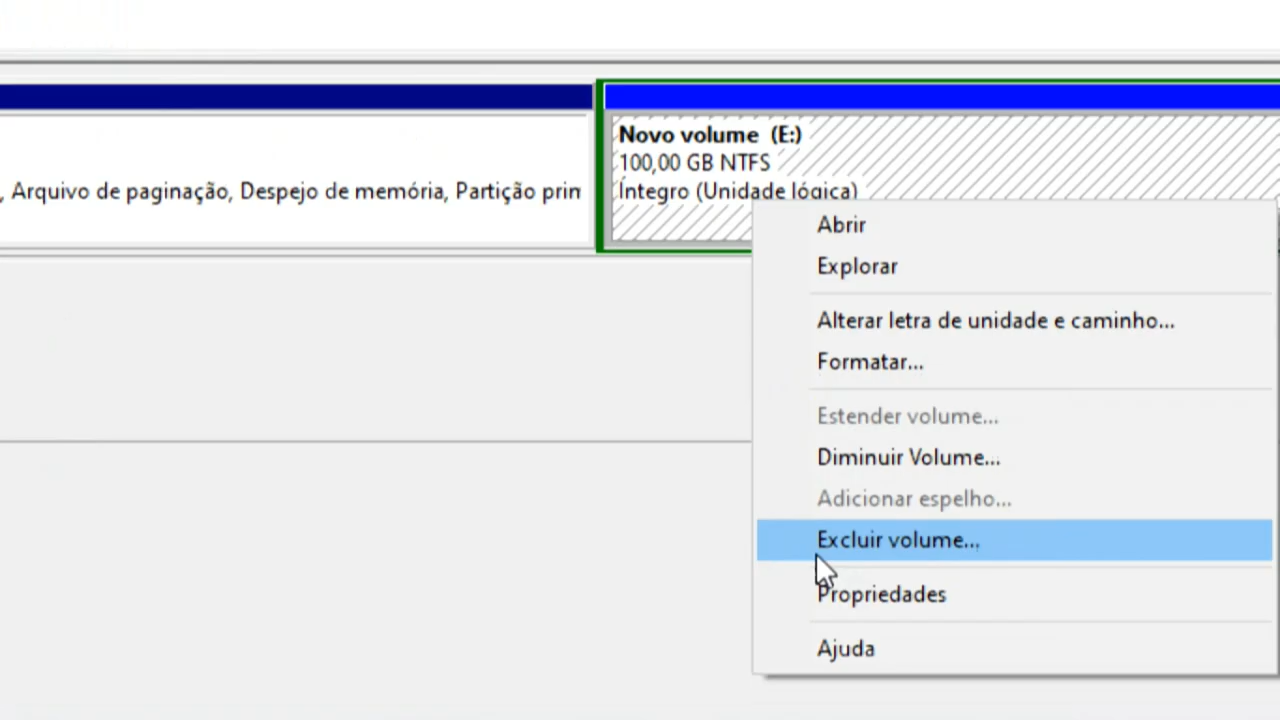 Novo volume (E:)
100,00 GB NTFS
, Arquivo de paginação, Despejo de memória, Partição prin
Íntegro (Unidade lógica)
Abrir
Explorar
Alterar letra de unidade e caminho...
Formatar...
Estender volume...
Diminuir Volume...
Adicionar espelho...
Excluir volume...
Propriedades
Ajuda